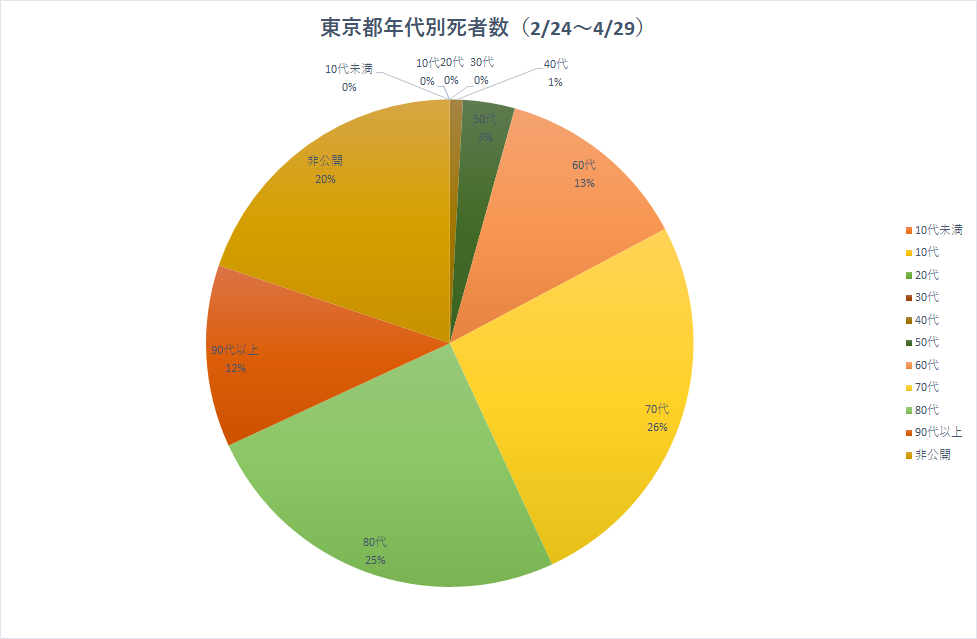 東京都年代別死者数（2/24～4/29）
10代未満
0%
10代
0%
20代
0%
30代
0%
40代
1%
50代
3%
60代
13%
70代
26%
80代
25%
90代以上
12%
非公開
20%
10代未満
10代
20代
30代
40代
50代
60代
70代
80代
90代以上
非公開